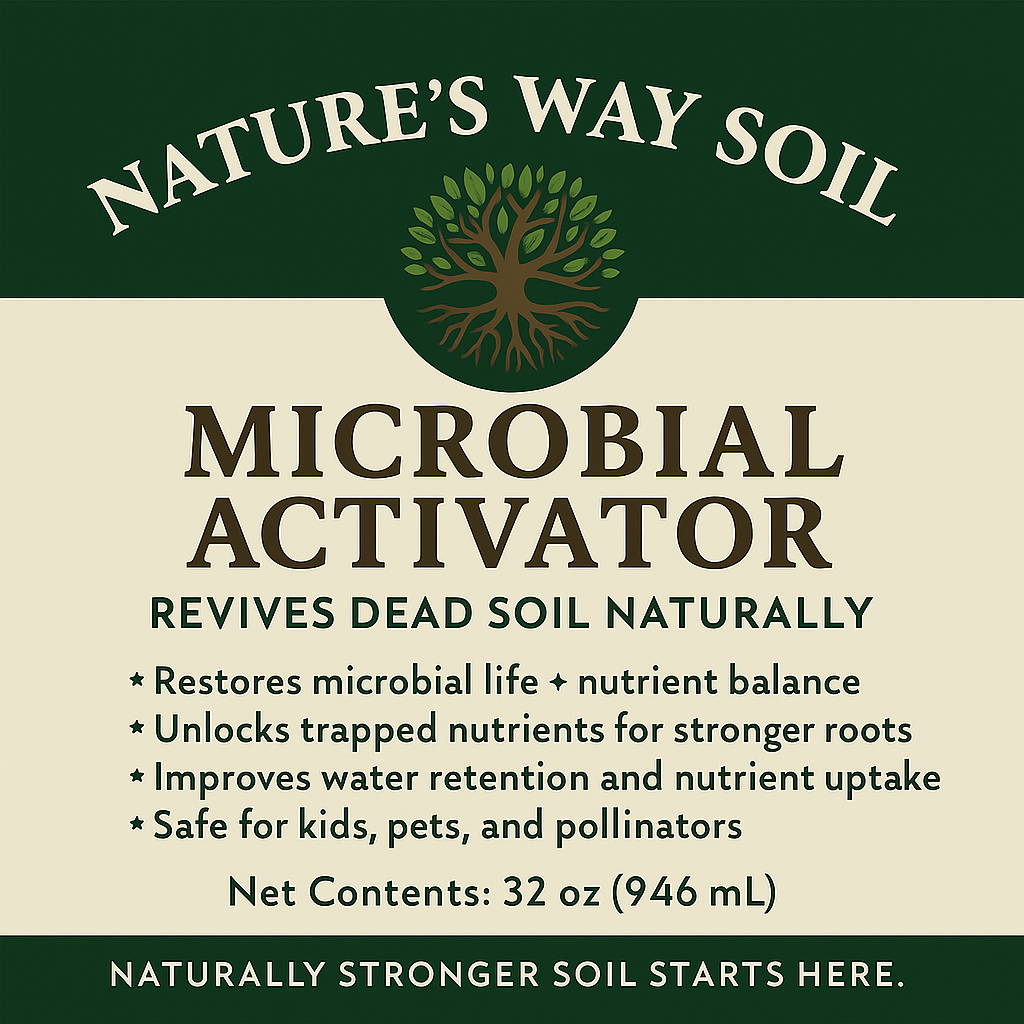 NATURE'S WAY SOIL
MICROBIAL
ACTIVATOR
REVIVES DEAD SOIL NATURALLY
★ Restores microbial life ✦ nutrient balance
★ Unlocks trapped nutrients for stronger roots
★ Improves water retention and nutrient uptake
★ Safe for kids, pets, and pollinators
Net Contents: 32 oz (946 mL)
NATURALLY STRONGER SOIL STARTS HERE.